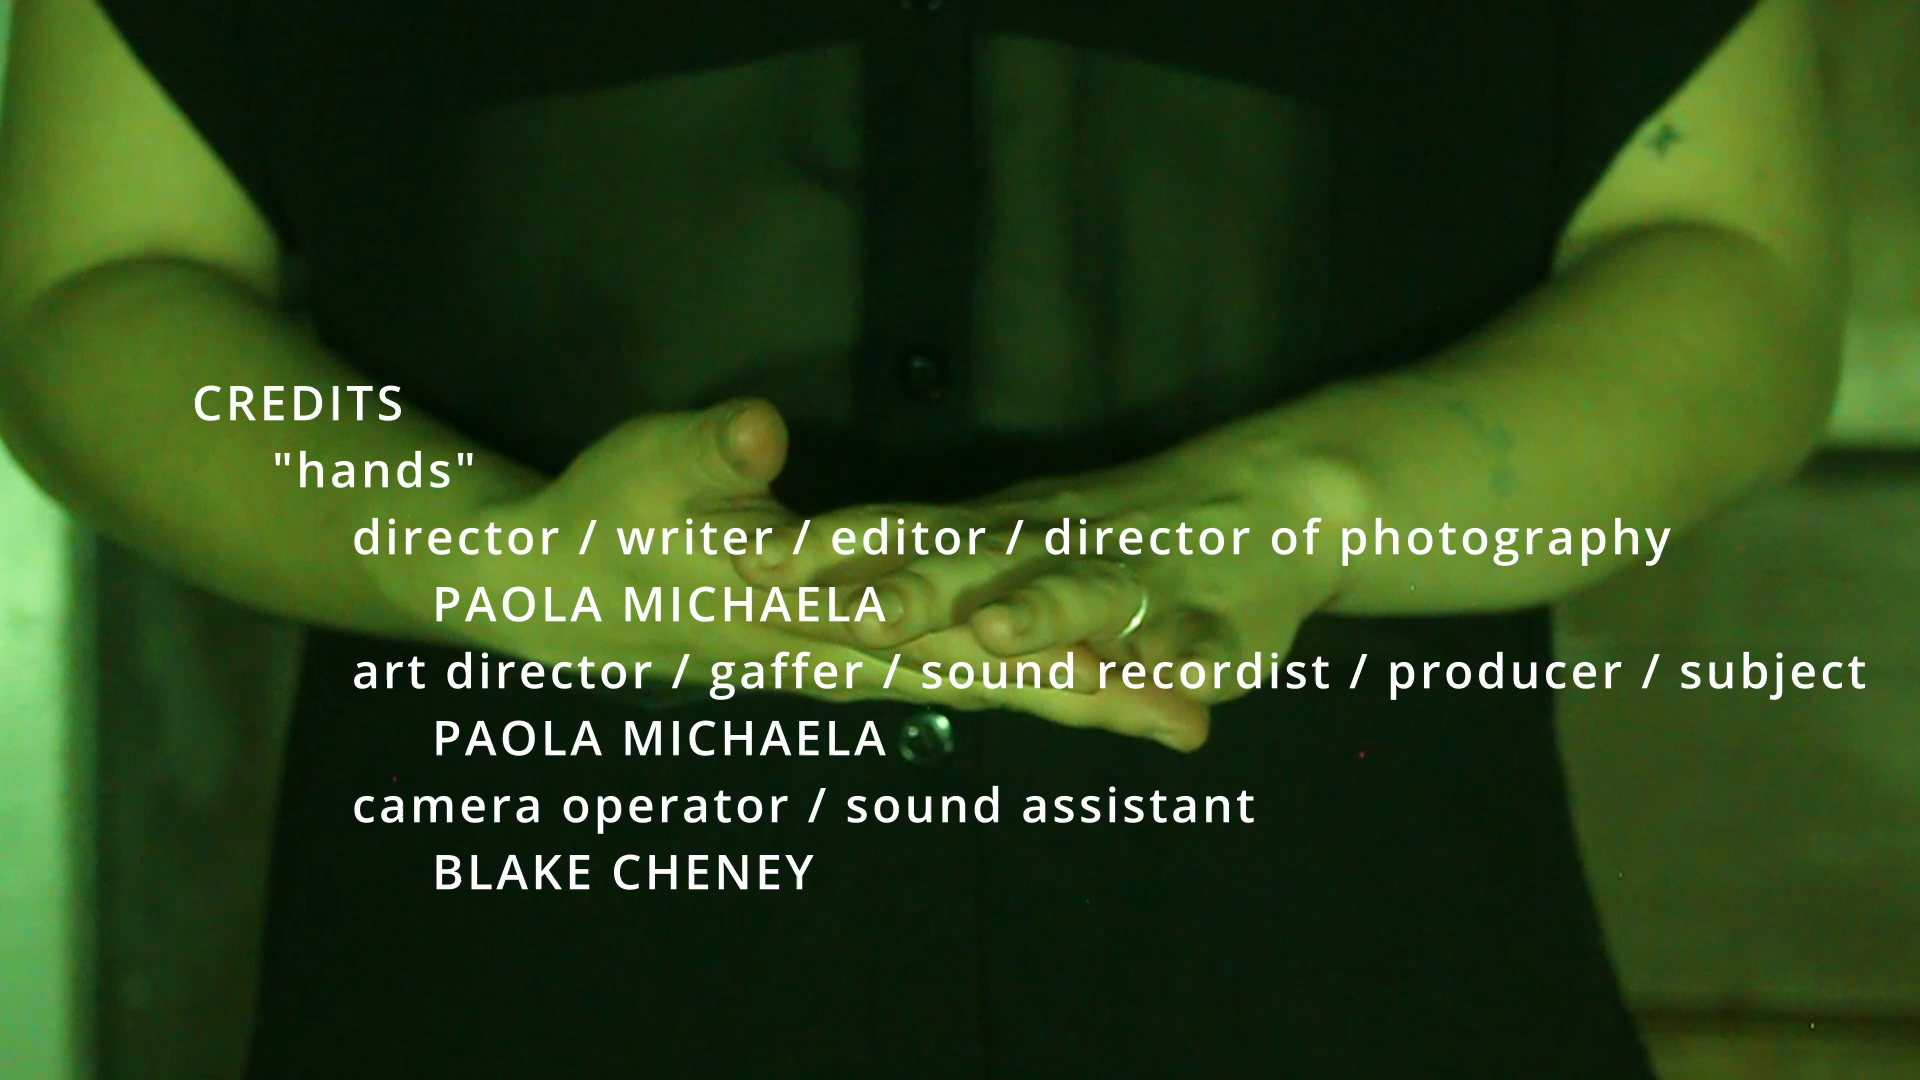 CREDITS
"hands"
director / writer / editor / director of photography
PAOLA MICHAELA
art director / gaffer / sound recordist / producer / subject
PAOLA MICHAELA
camera operator / sound assistant
BLAKE CHENEY